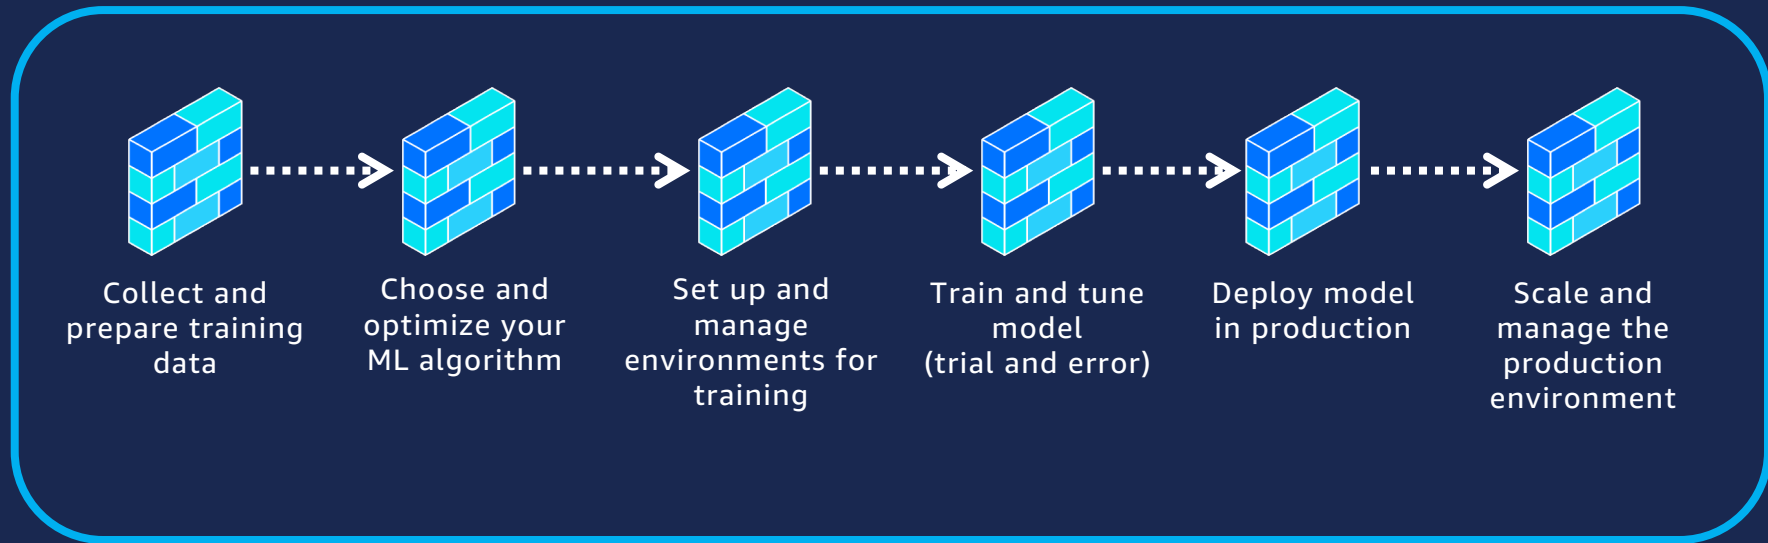 Collect and
prepare training
data
Choose and
optimize your
ML algorithm
Set up and
manage
environments for
training
Train and tune
model
(trial and error)
Deploy model
in production
Scale and
manage the
production
environment